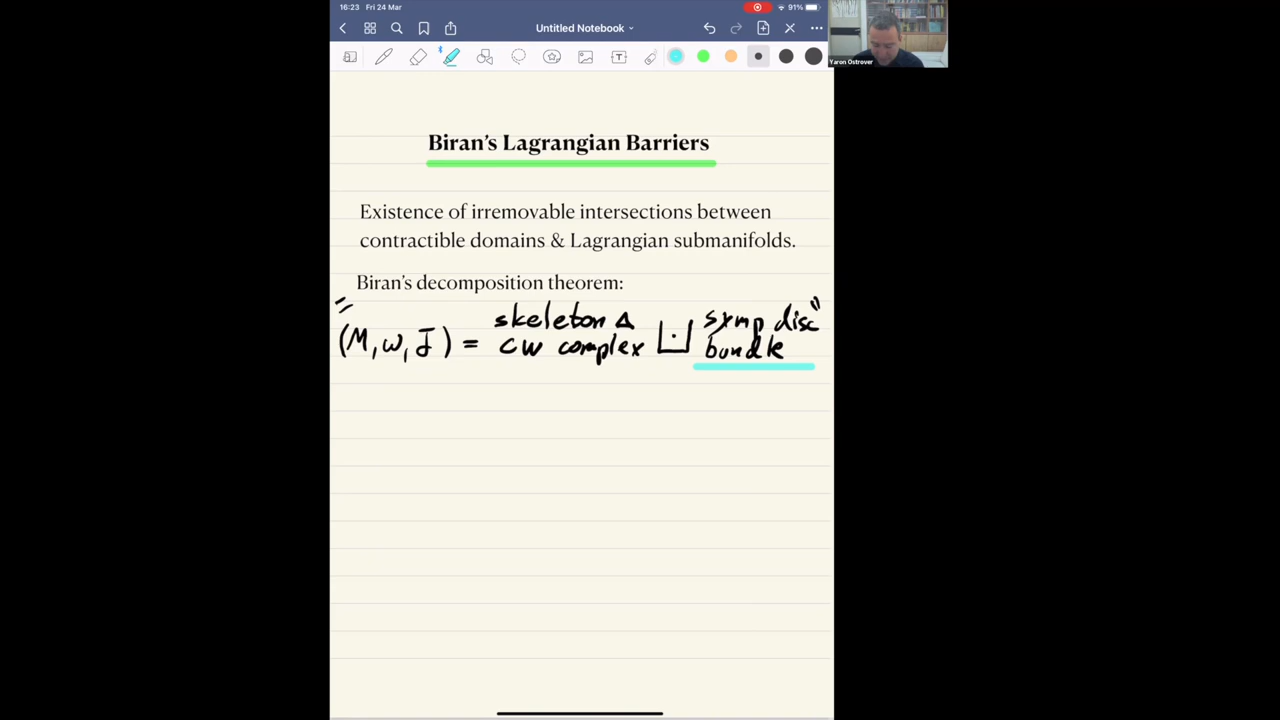 16:23 Fri 24 Mar
91%
Untitled Notebook
Yaron Ostrover
Biran's Lagrangian Barriers
Existence of irremovable intersections between
contractible domains & Lagrangian submanifolds.
Biran's decomposition theorem:
" skeleton Δ symp disc"
(M, ω, J) = CW complex ⊔ bundle